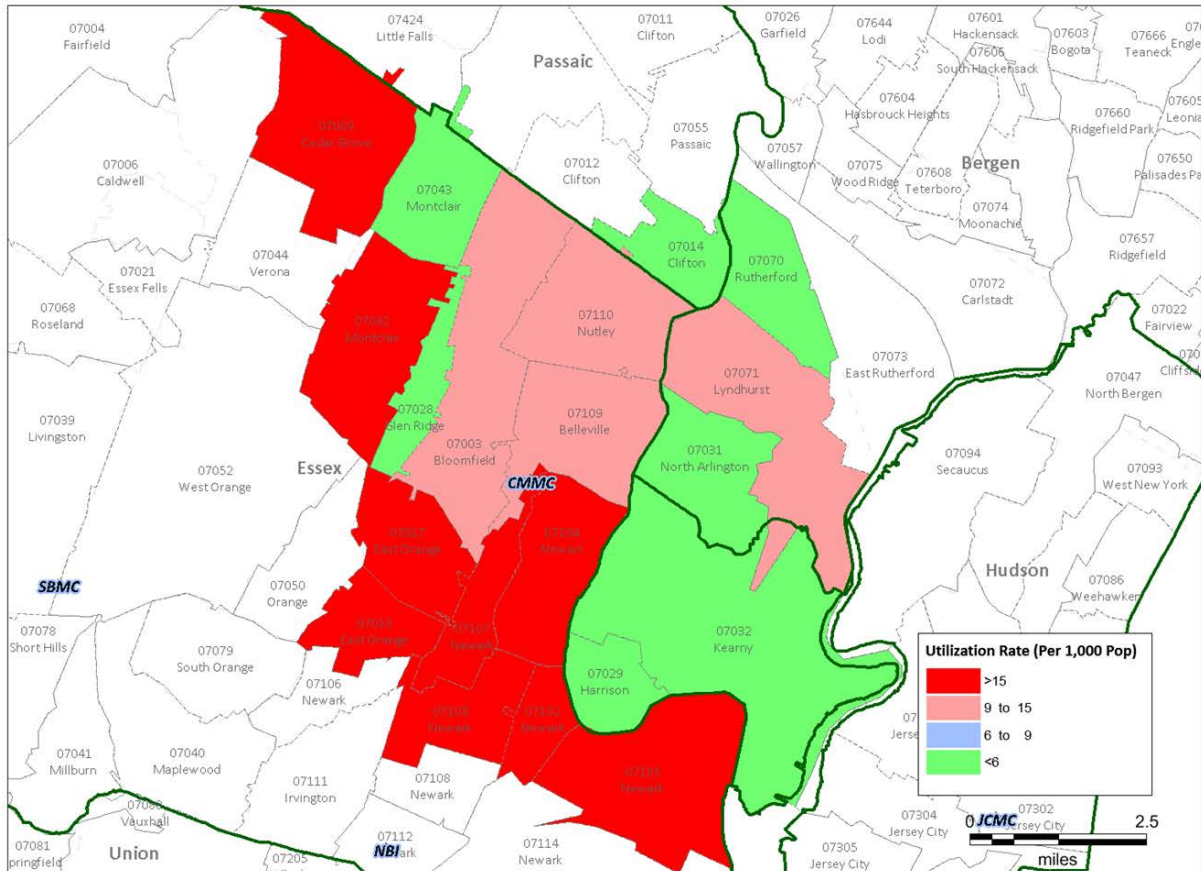 07004
Fairfield
07424
Little Falls
07011
Clifton
07026
Garfield
07644
Lodi
07601
Hackensack
07606
South Hackensack
07603
Bogota
07666
Teaneck
Passaic
07604
Hasbrouck Heights
07660
Ridgefield Park
07605
Leonia
07009
Cedar Grove
07006
Caldwell
07012
Clifton
07055
Passaic
07057
Wallington
07075
Wood Ridge
07608
Teterboro
Bergen
07650
Palisades Pa
07043
Montclair
07074
Moonachie
07044
Verona
07021
Essex Fells
07014
Clifton
07070
Rutherford
07657
Ridgefield
07068
Roseland
07042
Montclair
07110
Nutley
07072
Carlstadt
07022
Fairview
Cliffsid
07073
East Rutherford
07071
Lyndhurst
07047
North Bergen
07039
Livingston
07028
Glen Ridge
07109
Belleville
07003
Bloomfield
07031
North Arlington
07094
Secaucus
07093
West New York
Essex
07052
West Orange
CMMC
07017
East Orange
07104
Newark
SBMC
07050
Orange
Hudson
07086
Weehawken
07078
Short Hills
07018
East Orange
07107
Newark
07032
Kearny
07079
South Orange
07029
Harrison
07106
Newark
07103
Newark
07102
Newark
07041
Millburn
07040
Maplewood
07105
Newark
07111
Irvington
07108
Newark
Vauxhall
07081
pringfield
Union
07205
07112
NBI
07114
Newark
07304
Jersey City
07305
Jersey City
07302
Jersey City
JCMC
Utilization Rate (Per 1,000 Pop)
>15
9 to 15
6 to 9
<6
0
2.5
miles